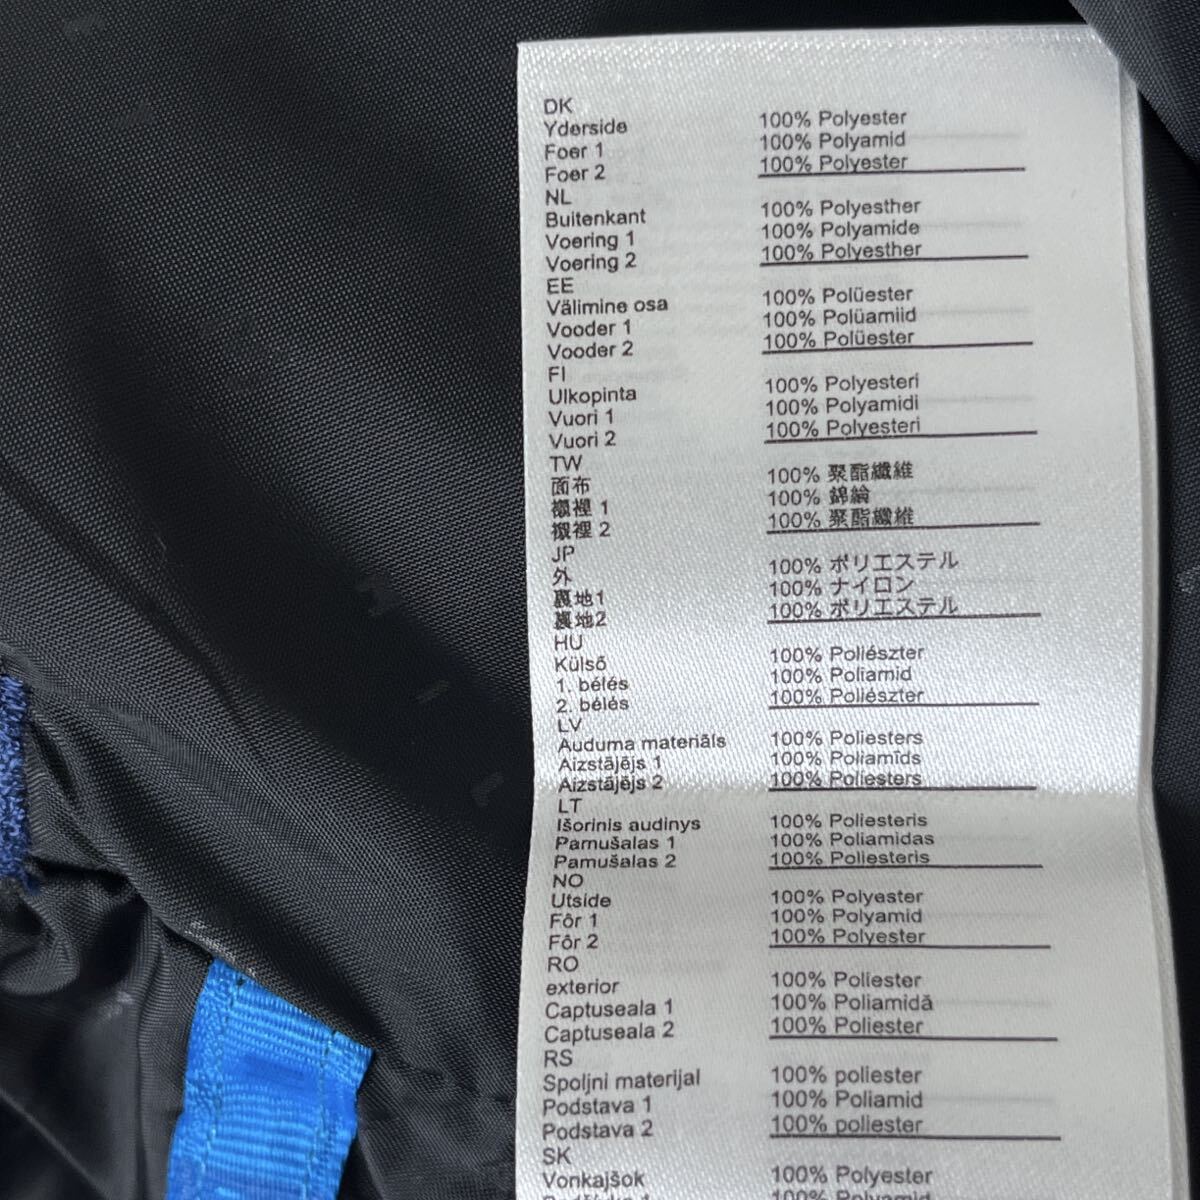 DK
Yderside 100% Polyester
Foer 1 100% Polyamid
Foer 2 100% Polyester
NL
Buitenkant 100% Polyesther
Voering 1 100% Polyamide
Voering 2 100% Polyesther
EE
Välimine osa 100% Polüester
Vooder 1 100% Polüamiid
Vooder 2 100% Polüester
FI
Ulkopinta 100% Polyesteri
Vuori 1 100% Polyamidi
Vuori 2 100% Polyesteri
TW
面布 100% 聚酯纖維
襯裡 1 100% 錦綸
襯裡 2 100% 聚酯纖維
JP
外 100% ポリエステル
裏地1 100% ナイロン
裏地2 100% ポリエステル
HU
Külső 100% Poliészter
1. bélés 100% Poliamid
2. bélés 100% Poliészter
LV
Auduma materiāls 100% Poliesters
Aizstājējs 1 100% Poliamīds
Aizstājējs 2 100% Poliesters
LT
Išorinis audinys 100% Poliesteris
Pamušalas 1 100% Poliamidas
Pamušalas 2 100% Poliesteris
NO
Utside 100% Polyester
Fôr 1 100% Polyamid
Fôr 2 100% Polyester
RO
exterior 100% Poliester
Captuseala 1 100% Poliamidă
Captuseala 2 100% Poliester
RS
Spoljni materijal 100% poliester
Podstava 1 100% Poliamid
Podstava 2 100% poliester
SK
Vonkajšok 100% Polyester
100% Polyamid